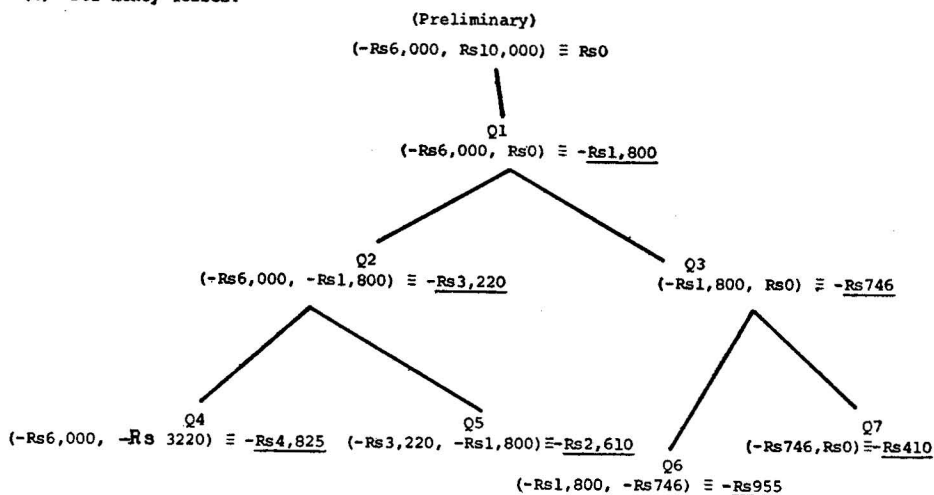 (Preliminary)
(-Rs6,000, Rs10,000) ≡ Rs0
Q1
(-Rs6,000, Rs0) ≡ -Rs1,800
Q2
(-Rs6,000, -Rs1,800) ≡ -Rs3,220
Q3
(-Rs1,800, Rs0) ≡ -Rs746
Q4
(-Rs6,000, -Rs 3220) ≡ -Rs4,825
Q5
(-Rs3,220, -Rs1,800)≡-Rs2,610
Q6
(-Rs1,800, -Rs746) ≡ -Rs955
Q7
(-Rs746,Rs0)≡-Rs410